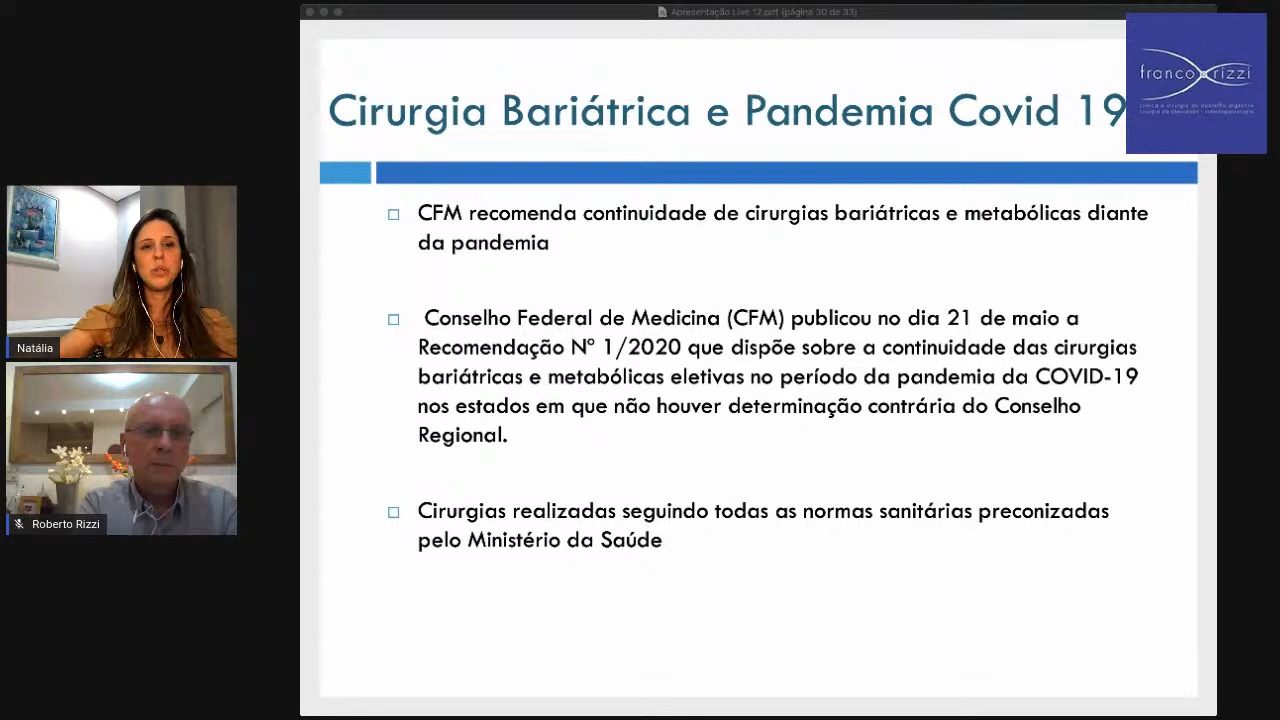 Apresentação Live 12.pdf (página 30 de 33)
franco rizzi
Cirurgia Bariátrica e Pandemia Covid 19
CFM recomenda continuidade de cirurgias bariátricas e metabólicas diante
da pandemia
Conselho Federal de Medicina (CFM) publicou no dia 21 de maio a
Recomendação Nº 1/2020 que dispõe sobre a continuidade das cirurgias
bariátricas e metabólicas eletivas no período da pandemia da COVID-19
nos estados em que não houver determinação contrária do Conselho
Regional.
Cirurgias realizadas seguindo todas as normas sanitárias preconizadas
pelo Ministério da Saúde
Natália
Roberto Rizzi